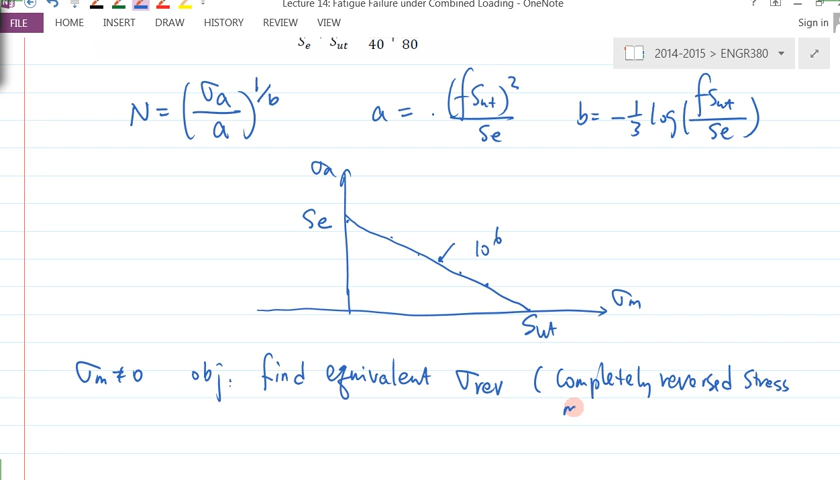 Lecture 14: Fatigue Failure under Combined Loading - OneNote
FILE HOME INSERT DRAW HISTORY REVIEW VIEW Sign in
2014-2015 > ENGR380
Se Sut 40 80
N = (σa/a)^1/b a = (fSut)²/Se b = -1/3 log(fSut/Se)
σa
Se
10^6
σm
Sut
σm ≠ 0 obj: find equivalent σrev (completely reversed stress